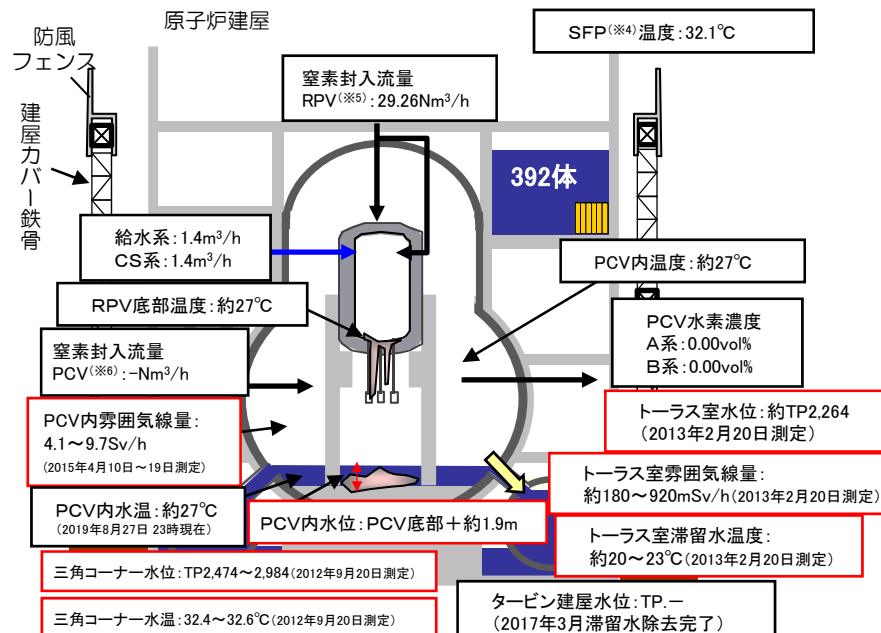 原子炉建屋
SFP(※4)温度:32.1℃
防風
フェンス
窒素封入流量
RPV(※5):29.26Nm³/h
建屋カバー鉄骨
392体
給水系:1.4m³/h
CS系:1.4m³/h
PCV内温度:約27℃
RPV底部温度:約27℃
PCV水素濃度
A系:0.00vol%
B系:0.00vol%
窒素封入流量
PCV(※6):-Nm³/h
トーラス室水位:約TP2,264
(2013年2月20日測定)
PCV内雰囲気線量:
4.1~9.7Sv/h
(2015年4月10日~19日測定)
トーラス室雰囲気線量:
約180~920mSv/h(2013年2月20日測定)
PCV内水温:約27℃
(2019年8月27日 23時現在)
PCV内水位:PCV底部+約1.9m
トーラス室滞留水温度:
約20~23℃(2013年2月20日測定)
三角コーナー水位:TP2,474~2,984(2012年9月20日測定)
三角コーナー水温:32.4~32.6℃(2012年9月20日測定)
タービン建屋水位:TP.-
(2017年3月滞留水除去完了)